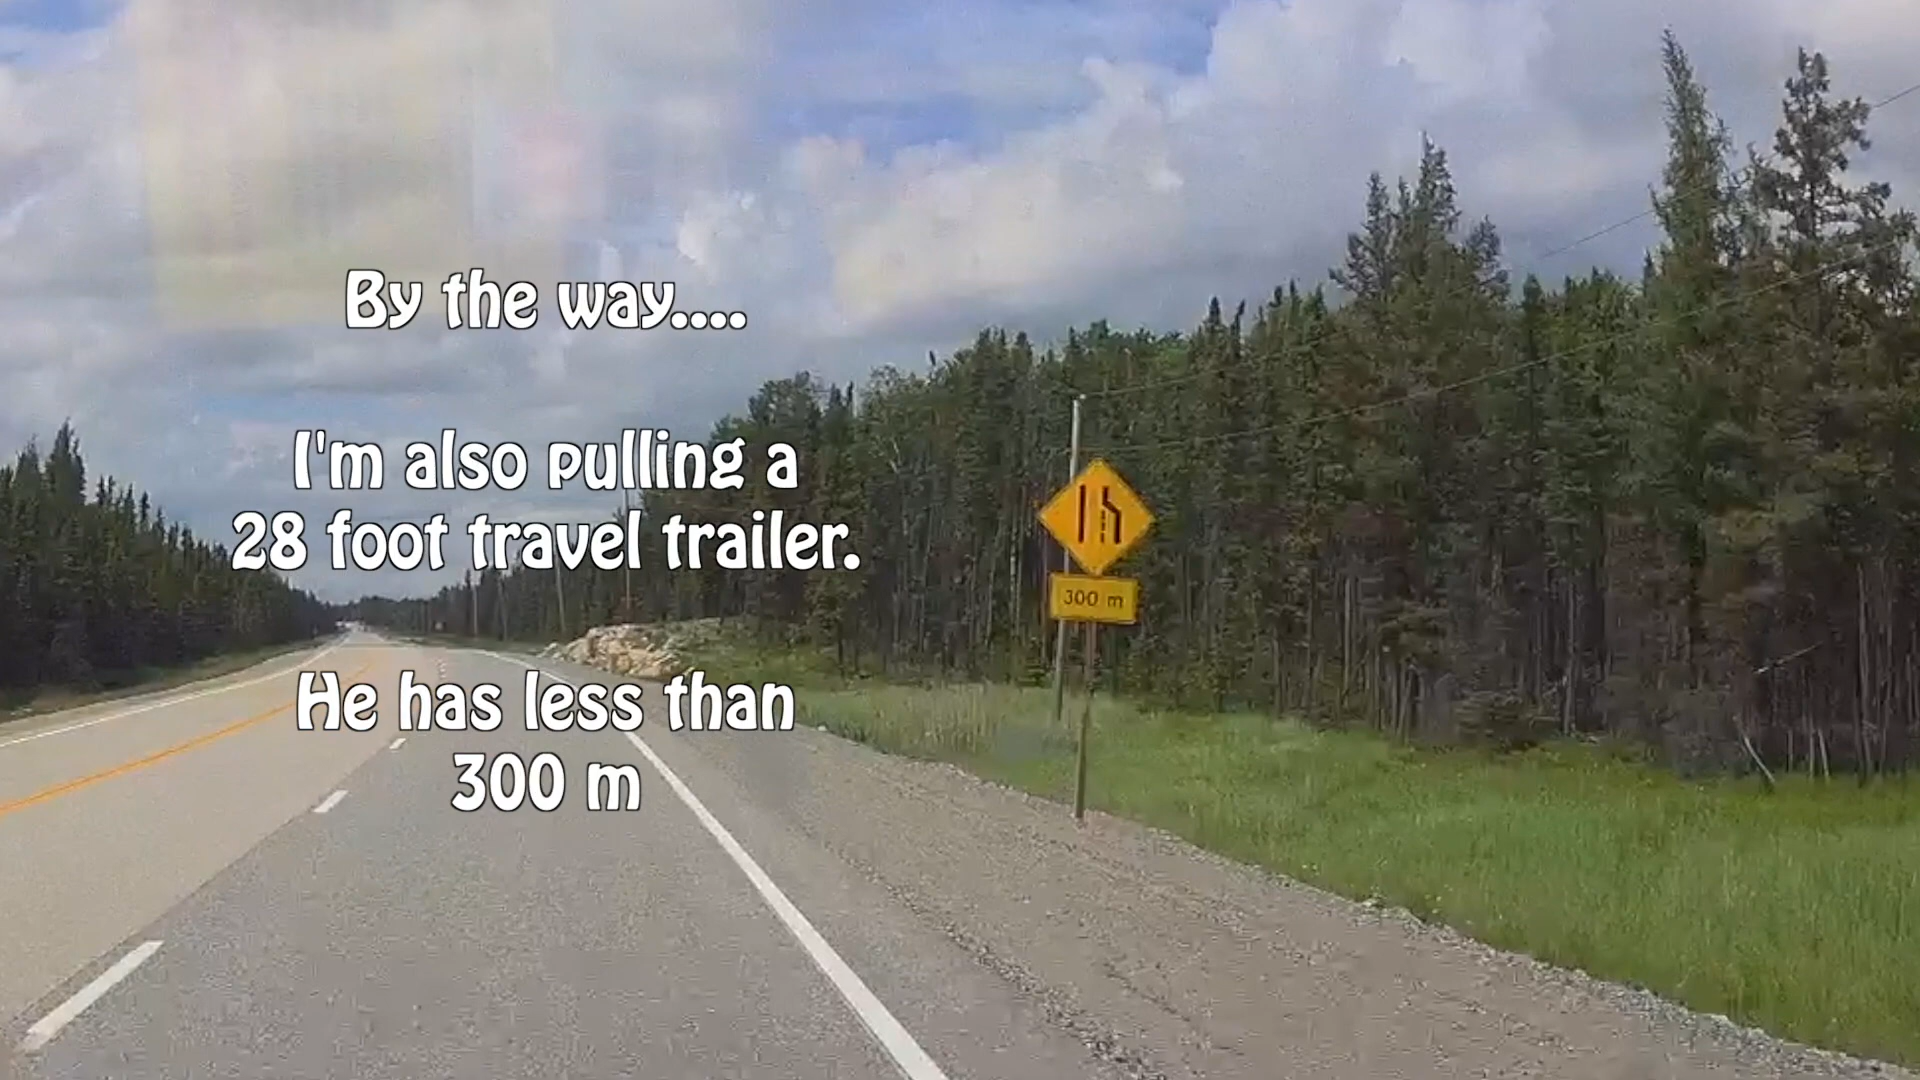 By the way....
I'm also pulling a
28 foot travel trailer.
300 m
He has less than
300 m